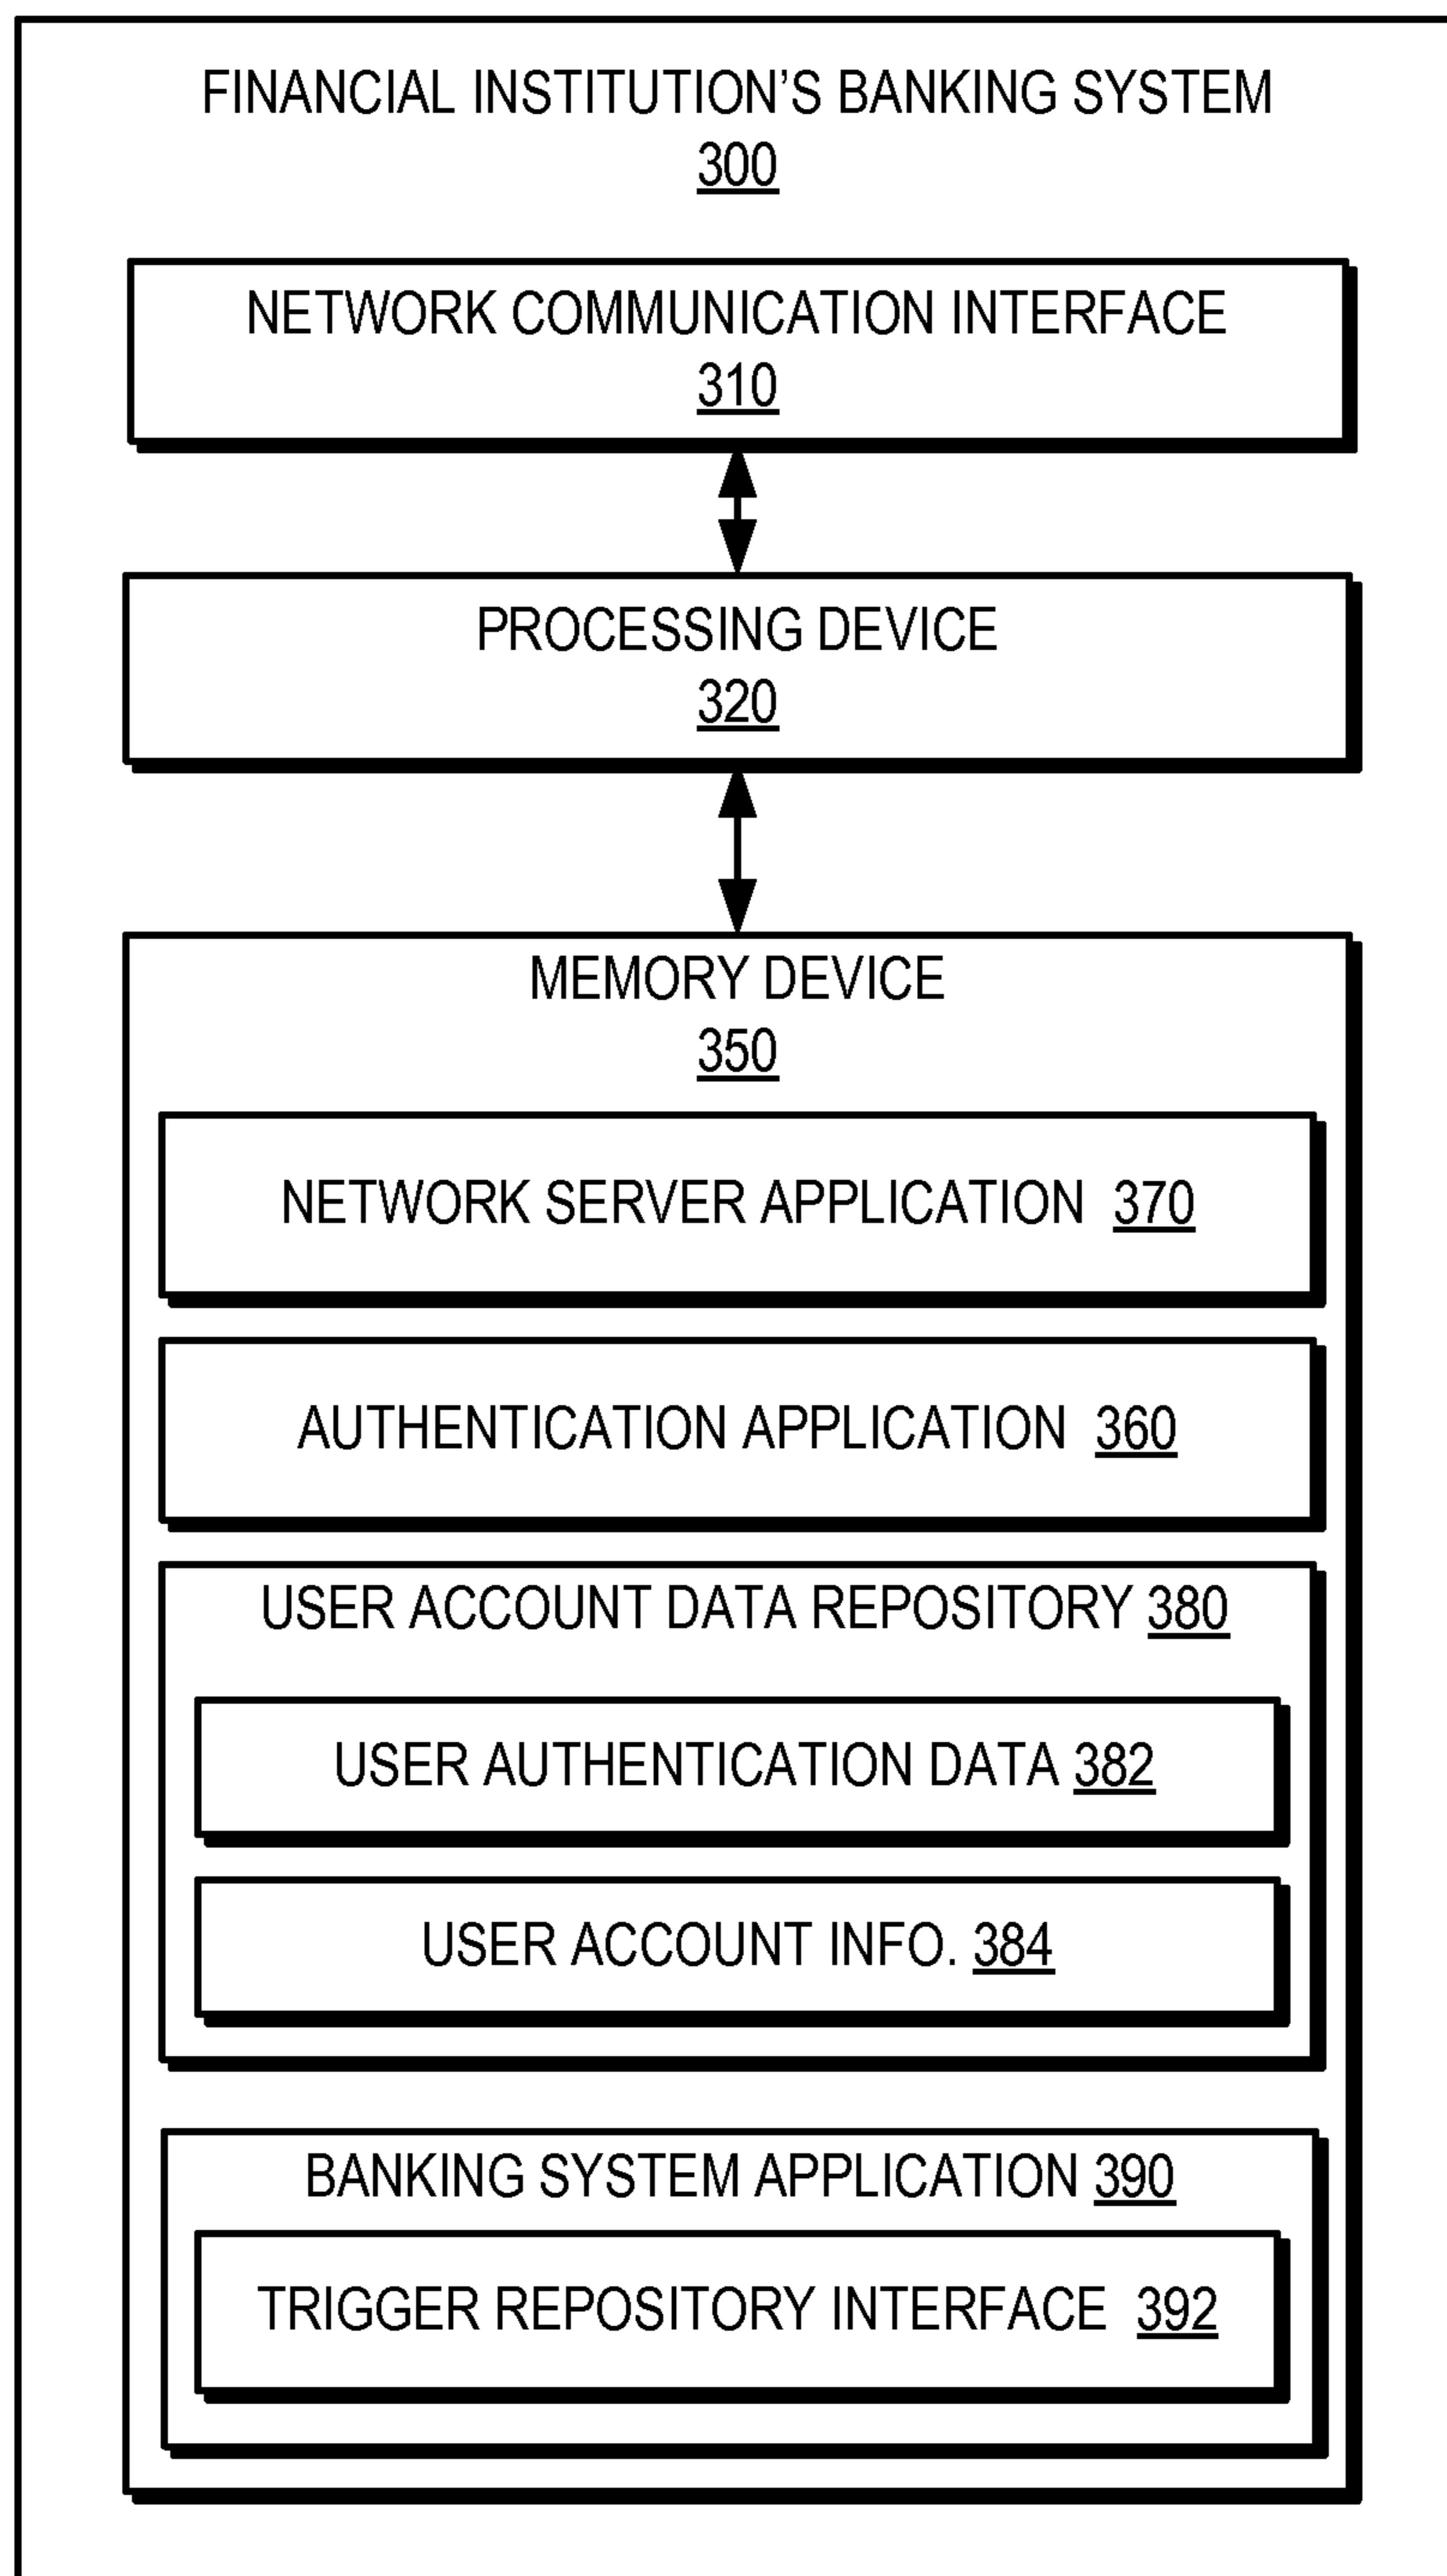 FINANCIAL INSTITUTION’S BANKING SYSTEM
300
NETWORK COMMUNICATION INTERFACE
310
PROCESSING DEVICE
320
MEMORY DEVICE
350
NETWORK SERVER APPLICATION 370
AUTHENTICATION APPLICATION 360
USER ACCOUNT DATA REPOSITORY 380
USER AUTHENTICATION DATA 382
USER ACCOUNT INFO. 384
BANKING SYSTEM APPLICATION 390
TRIGGER REPOSITORY INTERFACE 392